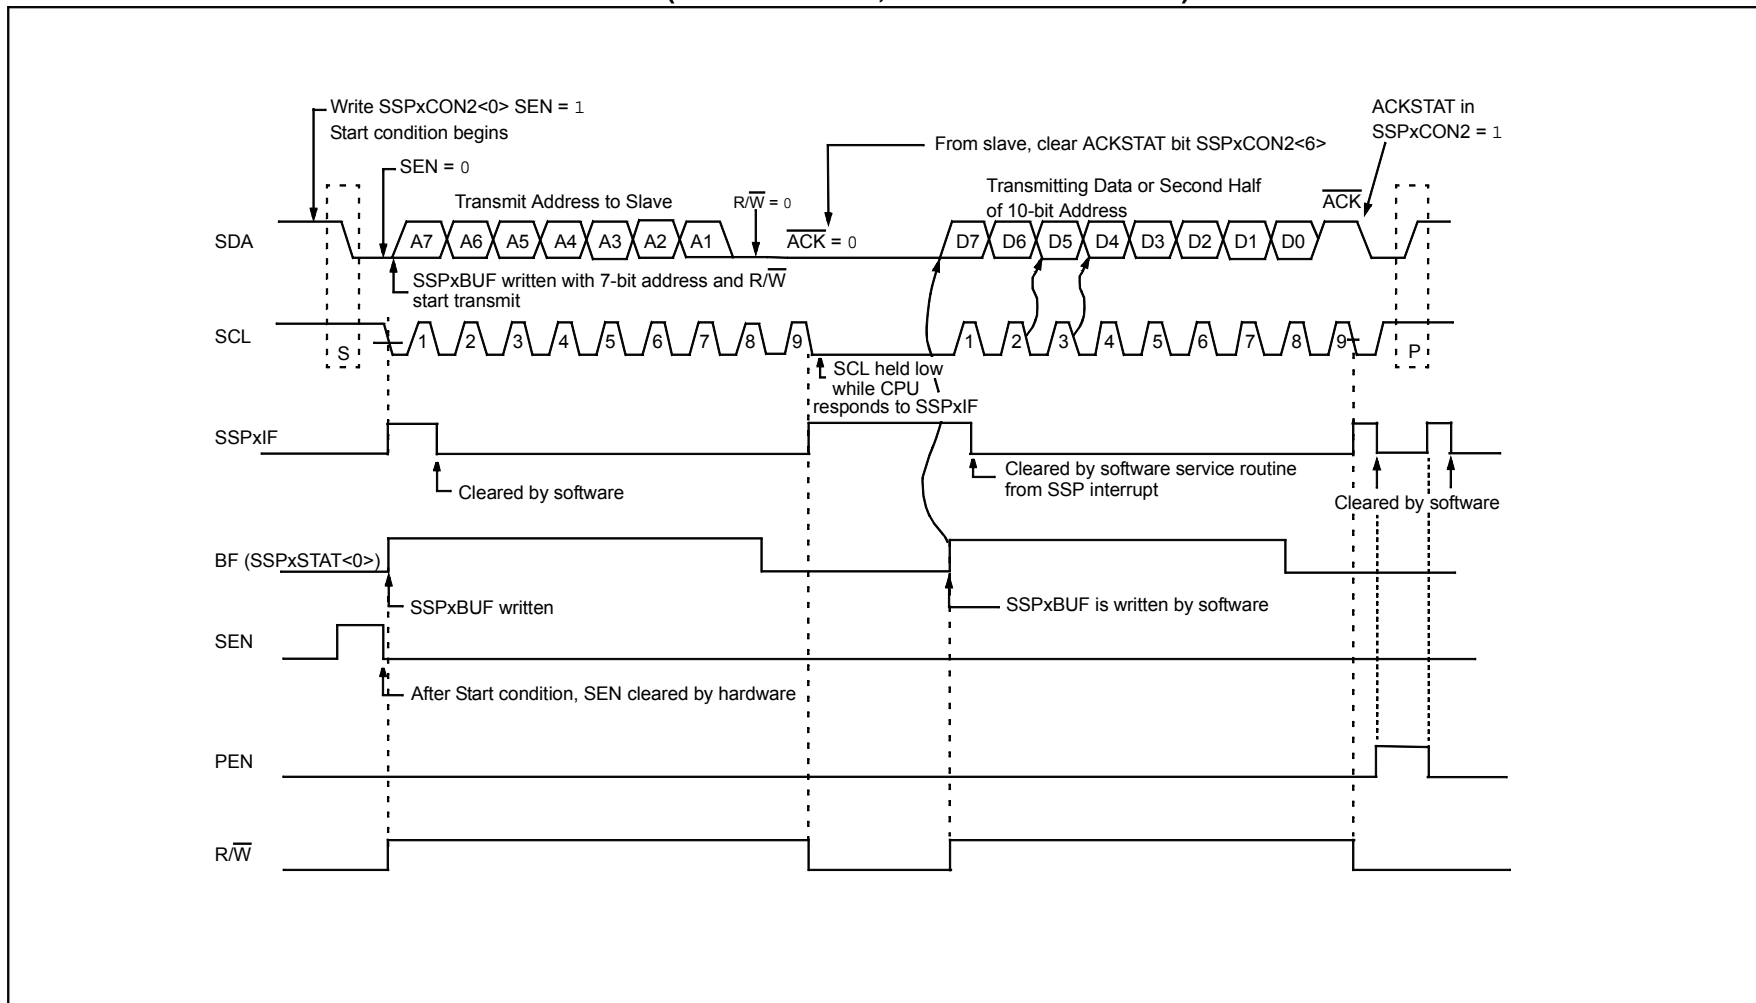 Write SSPxCON2<0> SEN = 1
Start condition begins
ACKSTAT in
SSPxCON2 = 1
From slave, clear ACKSTAT bit SSPxCON2<6>
SEN = 0
Transmit Address to Slave
R/W̅ = 0
Transmitting Data or Second Half
of 10-bit Address
A̅C̅K̅
SDA
A7 A6 A5 A4 A3 A2 A1
A̅C̅K̅ = 0
D7 D6 D5 D4 D3 D2 D1 D0
SSPxBUF written with 7-bit address and R/W̅
start transmit
SCL
S
1 2 3 4 5 6 7 8 9
1 2 3 4 5 6 7 8 9
P
SCL held low
while CPU
responds to SSPxIF
SSPxIF
Cleared by software
Cleared by software service routine
from SSP interrupt
Cleared by software
BF (SSPxSTAT<0>)
SSPxBUF written
SSPxBUF is written by software
SEN
After Start condition, SEN cleared by hardware
PEN
R/W̅